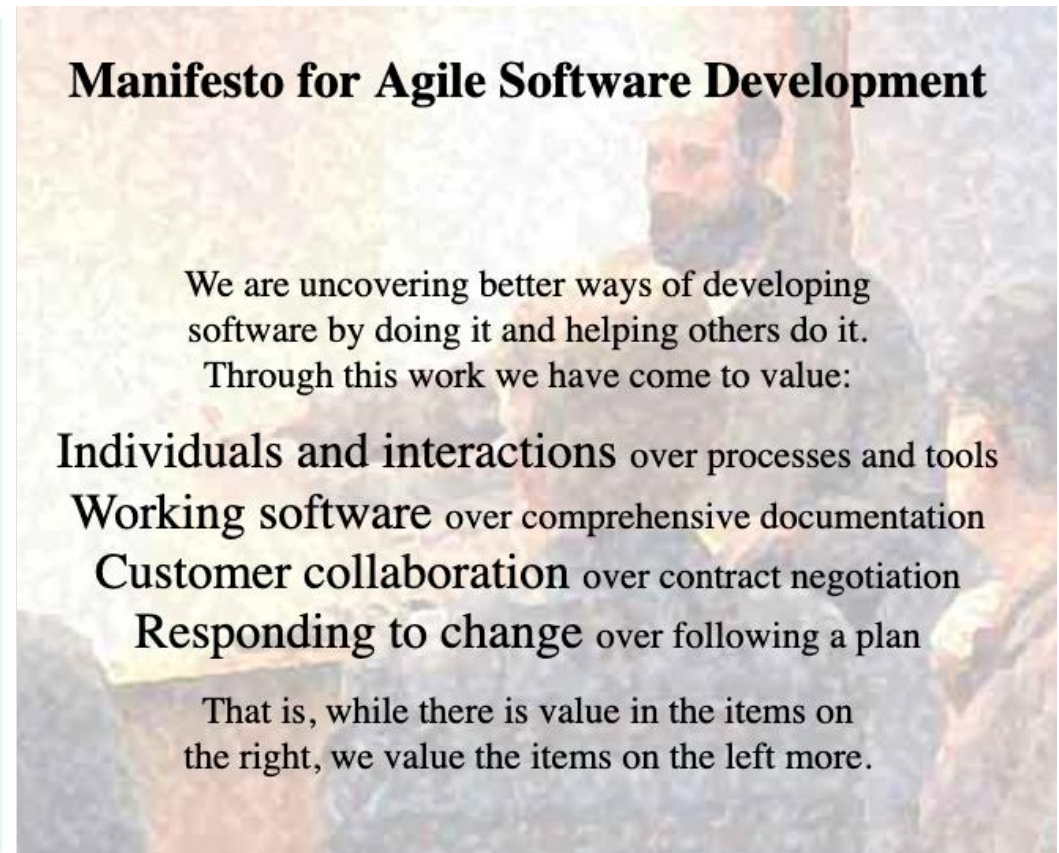 Manifesto for Agile Software Development
We are uncovering better ways of developing
software by doing it and helping others do it.
Through this work we have come to value:
Individuals and interactions over processes and tools
Working software over comprehensive documentation
Customer collaboration over contract negotiation
Responding to change over following a plan
That is, while there is value in the items on
the right, we value the items on the left more.